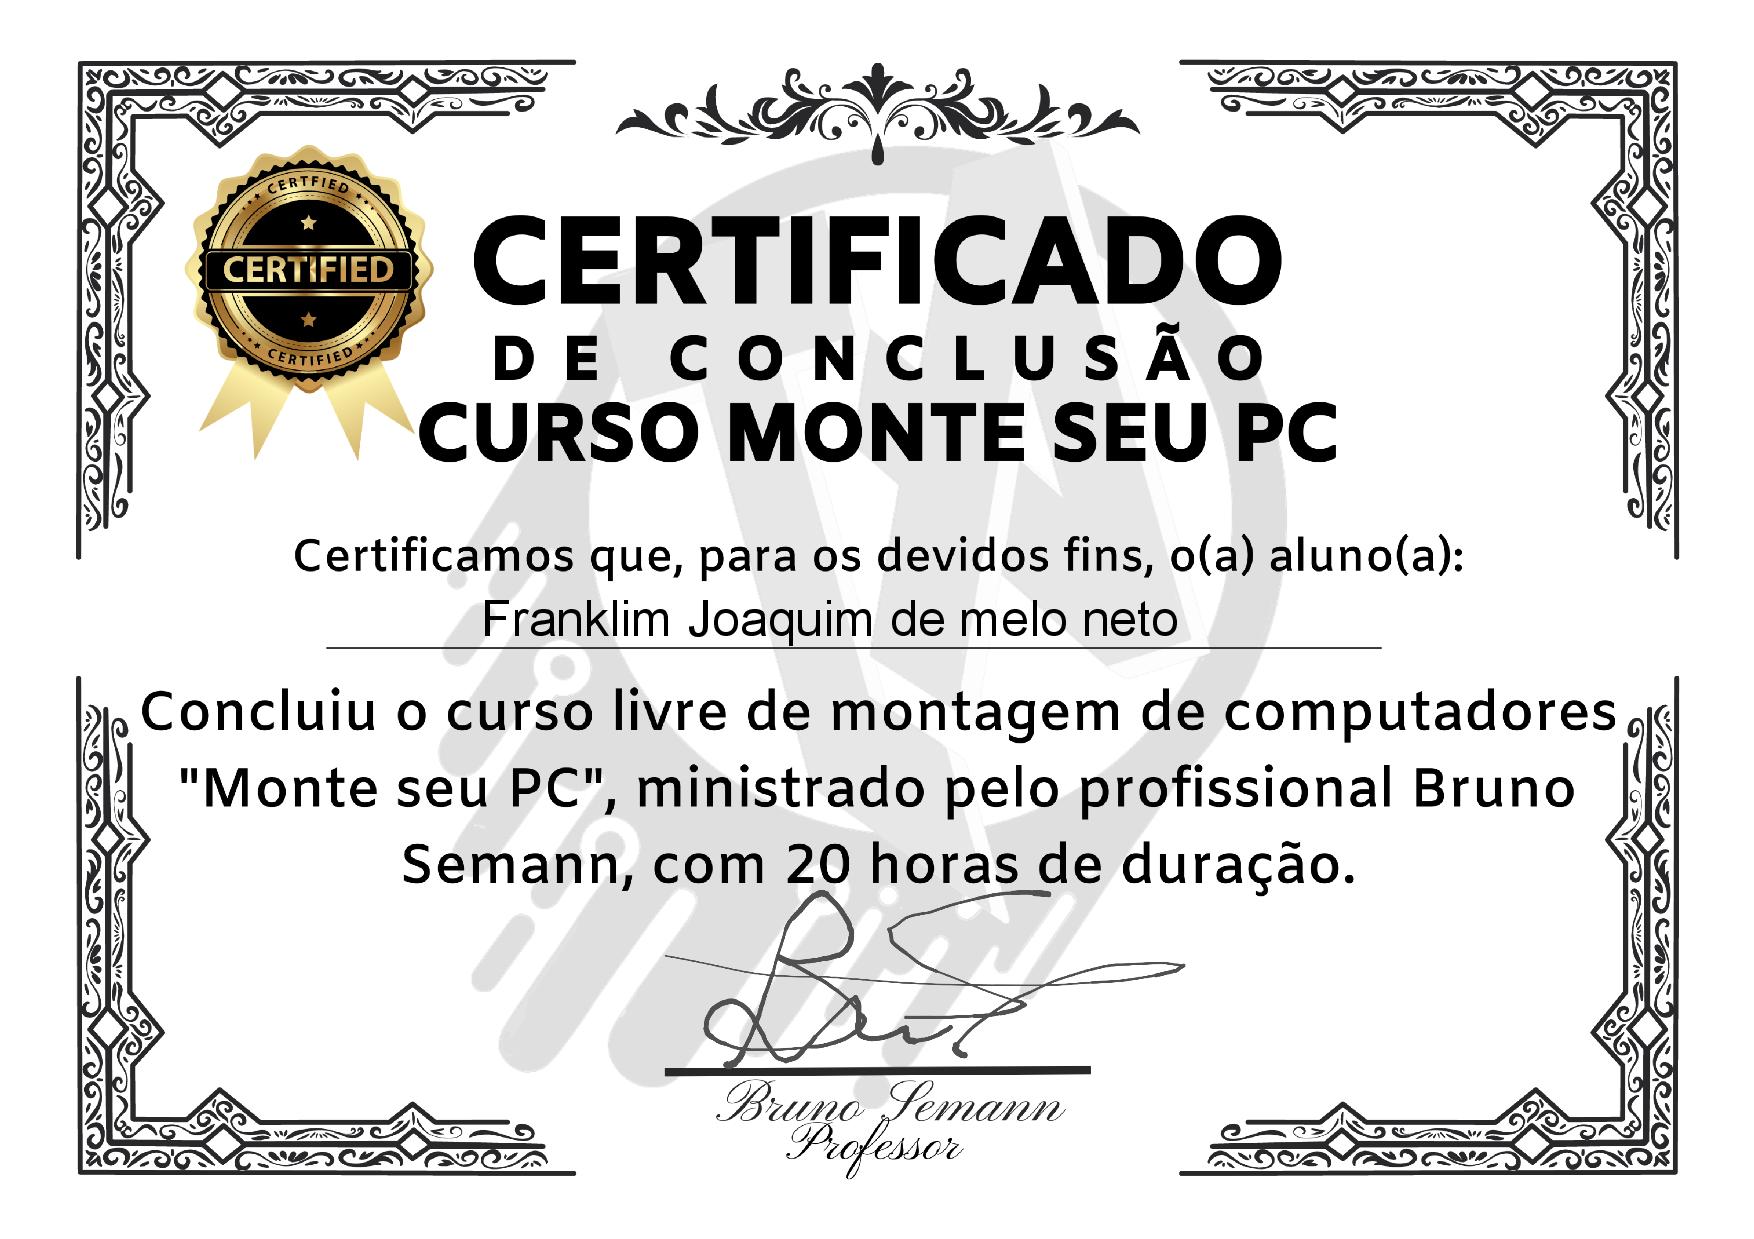 CERTFIED
CERTIFIED
CERTIFIED
CERTIFICADO
DE CONCLUSÃO
CURSO MONTE SEU PC
Certificamos que, para os devidos fins, o(a) aluno(a):
Franklim Joaquim de melo neto
Concluiu o curso livre de montagem de computadores
"Monte seu PC", ministrado pelo profissional Bruno
Semann, com 20 horas de duração.
Bruno Semann
Professor